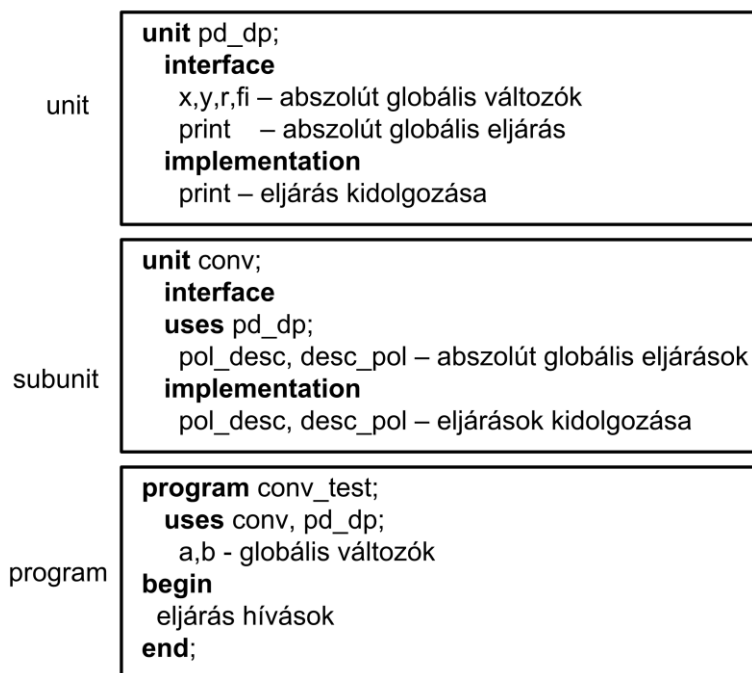 unit
unit pd_dp;
interface
x,y,r,fi – abszolút globális változók
print – abszolút globális eljárás
implementation
print – eljárás kidolgozása
subunit
unit conv;
interface
uses pd_dp;
pol_desc, desc_pol – abszolút globális eljárások
implementation
pol_desc, desc_pol – eljárások kidolgozása
program
program conv_test;
uses conv, pd_dp;
a,b - globális változók
begin
eljárás hívások
end;